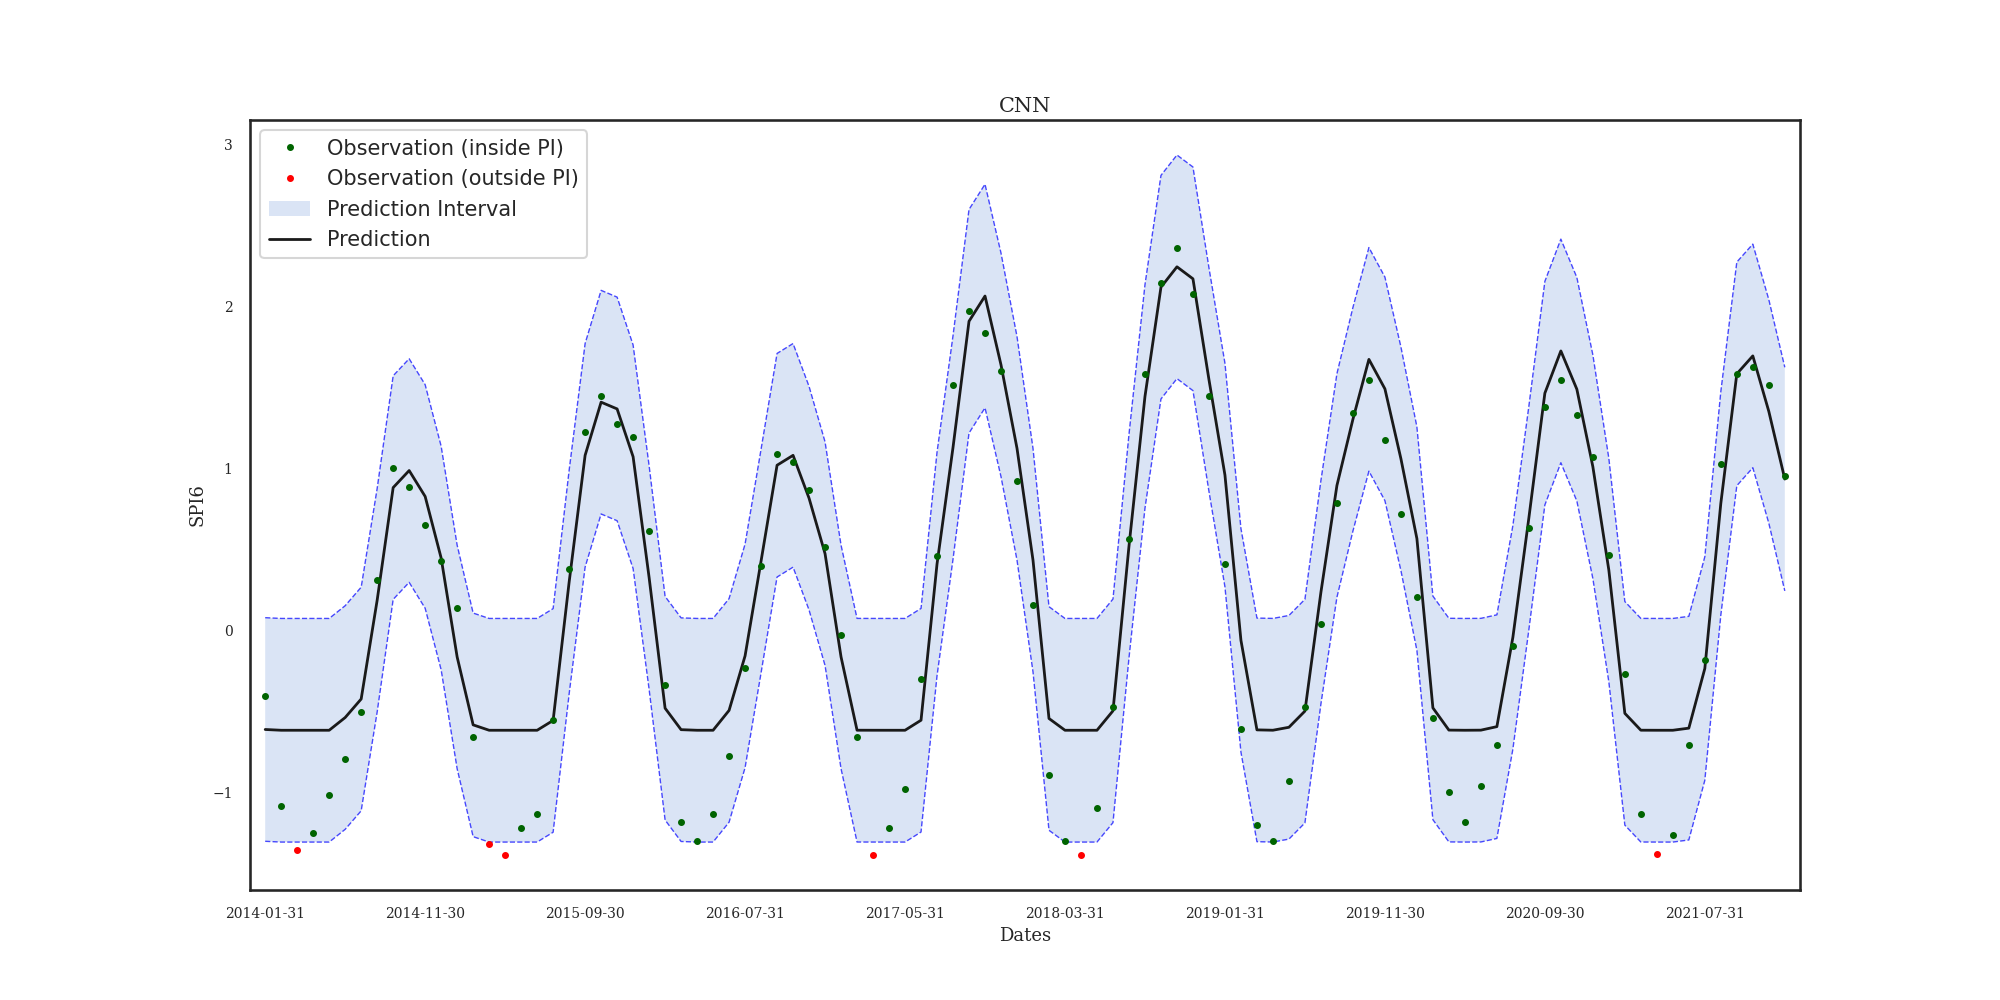 CNN
Observation (inside PI)
Observation (outside PI)
Prediction Interval
Prediction
3
2
1
0
−1
SPI6
2014-01-31 2014-11-30 2015-09-30 2016-07-31 2017-05-31 2018-03-31 2019-01-31 2019-11-30 2020-09-30 2021-07-31
Dates